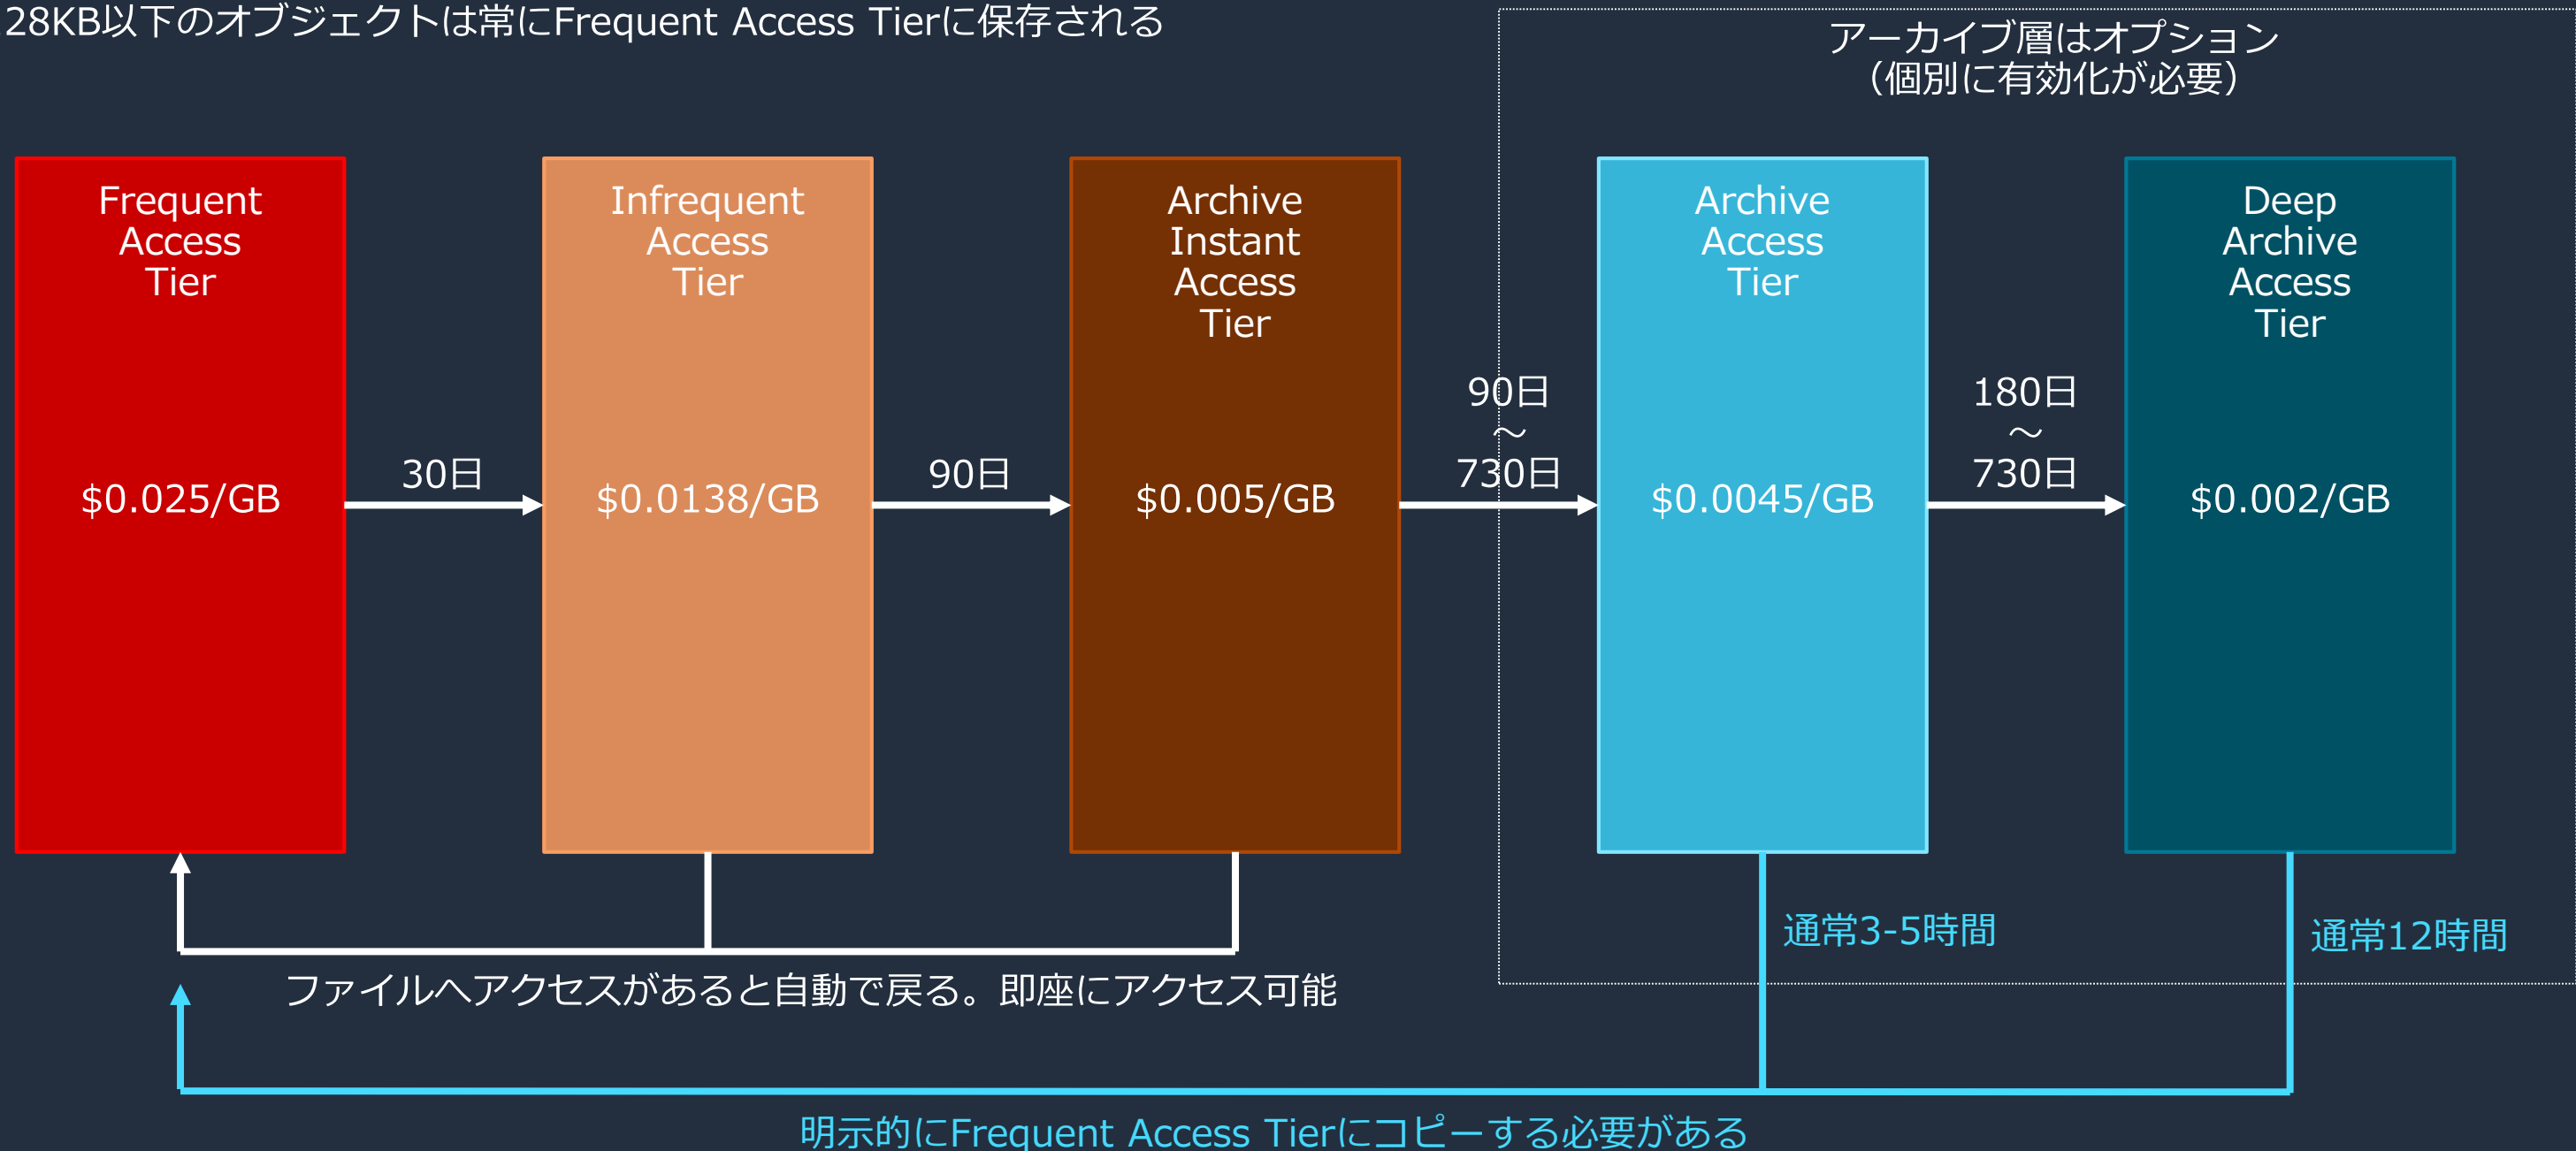 28KB以下のオブジェクトは常にFrequent Access Tierに保存される
アーカイブ層はオプション
（個別に有効化が必要）
Frequent
Access
Tier
$0.025/GB
30日
Infrequent
Access
Tier
$0.0138/GB
90日
Archive
Instant
Access
Tier
$0.005/GB
90日
～
730日
Archive
Access
Tier
$0.0045/GB
180日
～
730日
Deep
Archive
Access
Tier
$0.002/GB
通常3-5時間
通常12時間
ファイルへアクセスがあると自動で戻る。即座にアクセス可能
明示的にFrequent Access Tierにコピーする必要がある